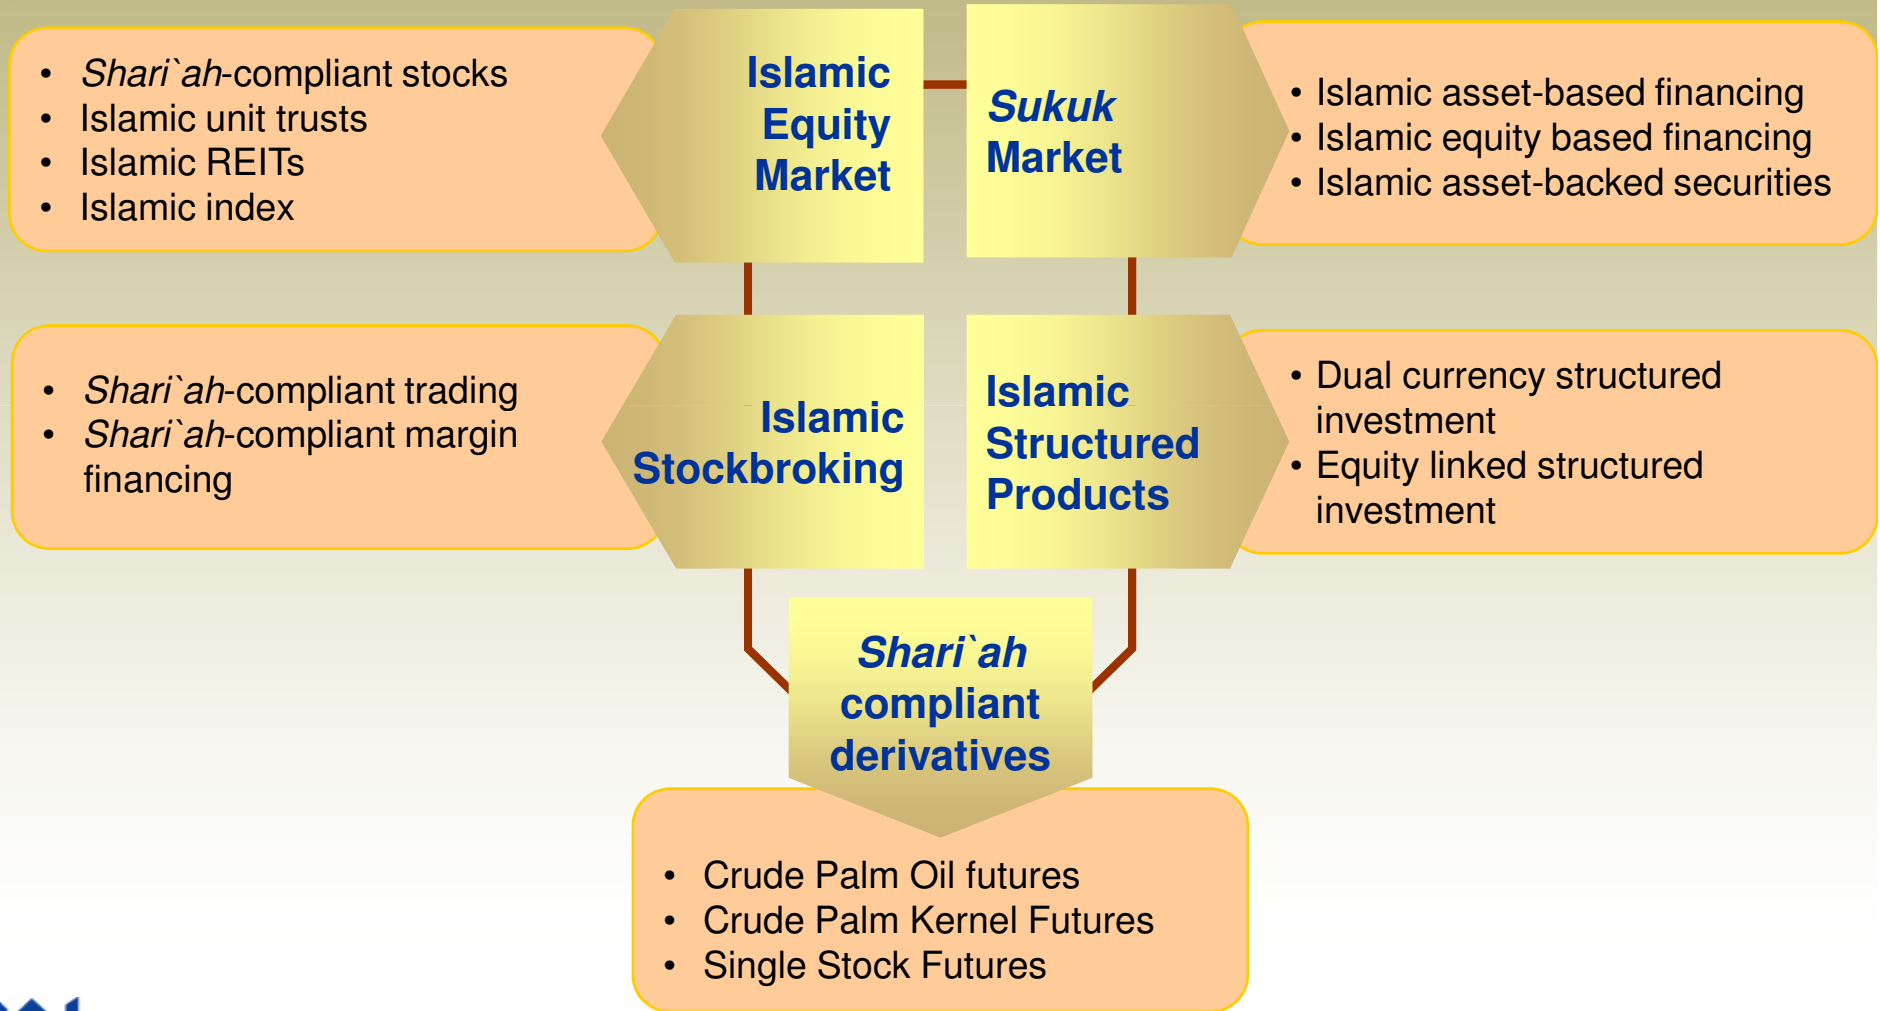 • Shari`ah-compliant stocks
• Islamic unit trusts
• Islamic REITs
• Islamic index
Islamic
Equity
Market
Sukuk
Market
• Islamic asset-based financing
• Islamic equity based financing
• Islamic asset-backed securities
• Shari`ah-compliant trading
• Shari`ah-compliant margin
financing
Islamic
Stockbroking
Islamic
Structured
Products
• Dual currency structured
investment
• Equity linked structured
investment
Shari`ah
compliant
derivatives
• Crude Palm Oil futures
• Crude Palm Kernel Futures
• Single Stock Futures